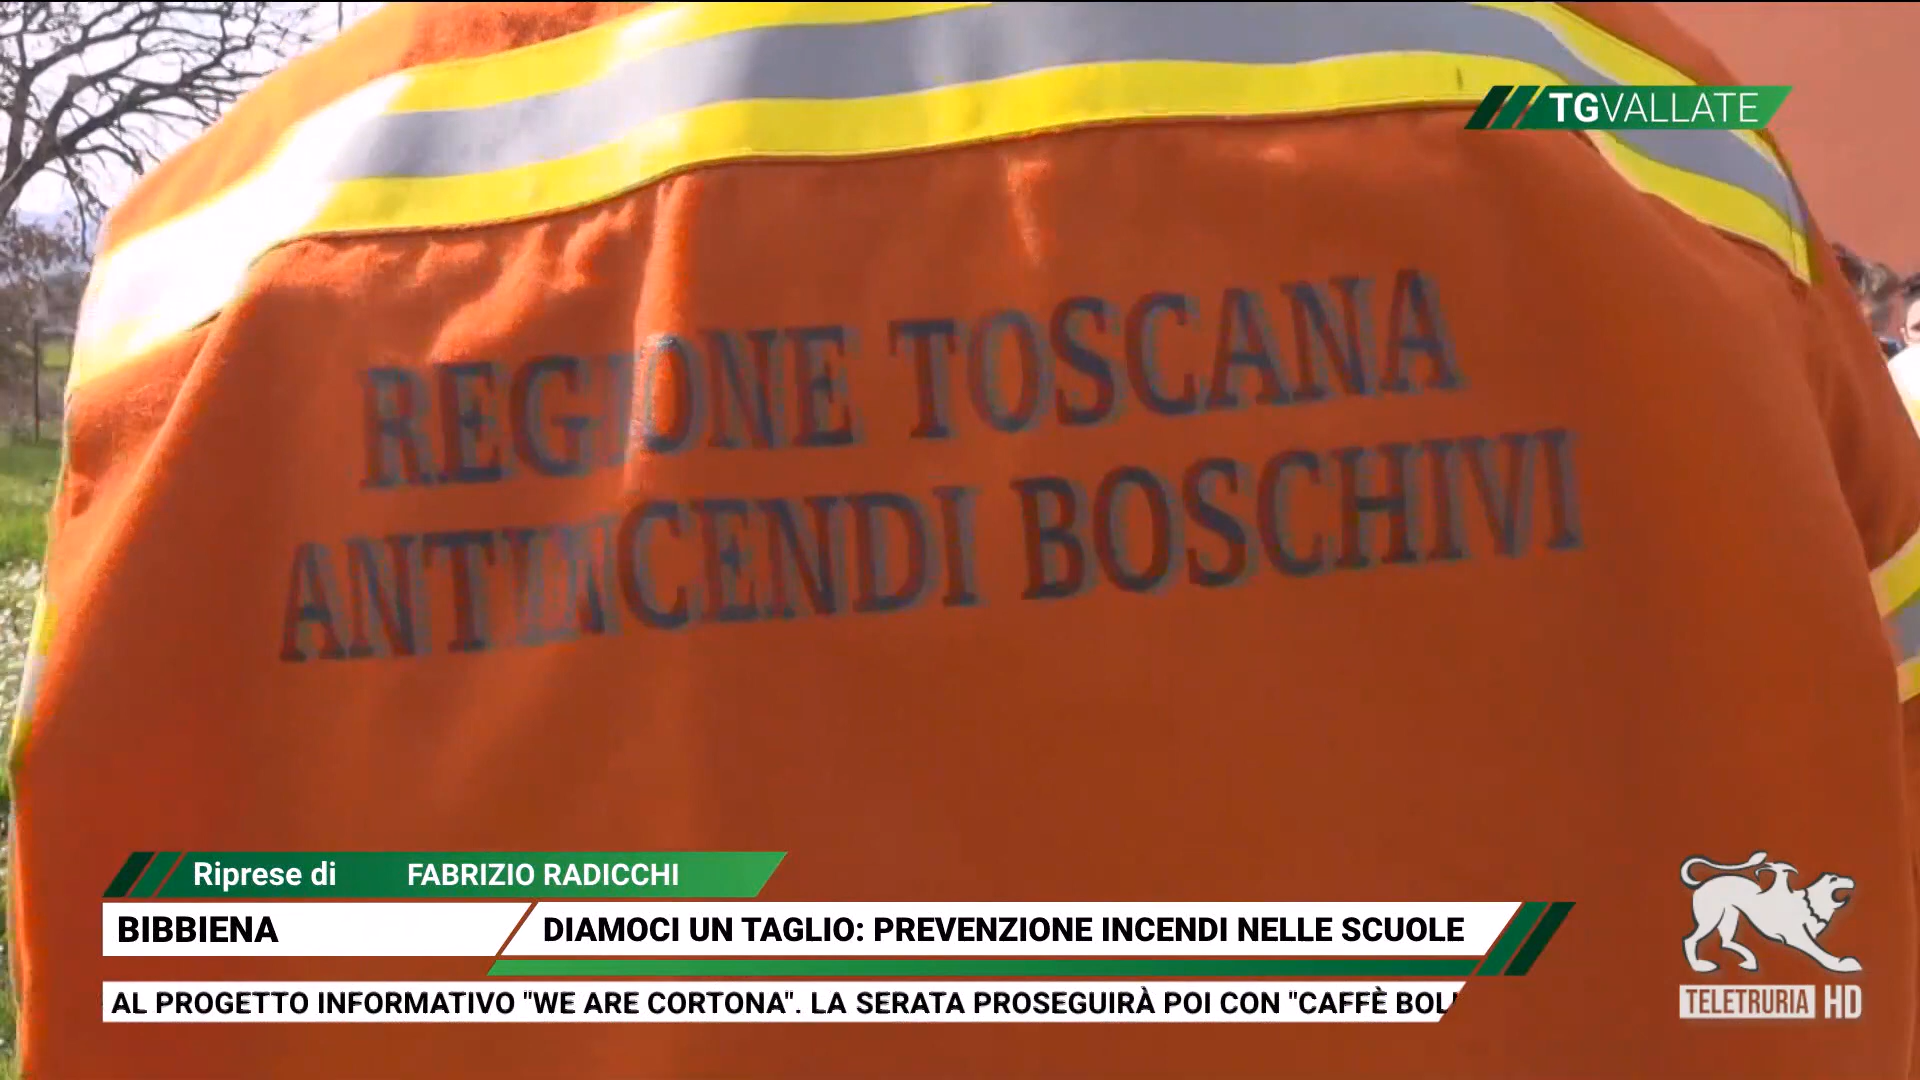 TGVALLATE
REGIONE TOSCANA
ANTINCENDI BOSCHIVI
Riprese di FABRIZIO RADICCHI
BIBBIENA DIAMOCI UN TAGLIO: PREVENZIONE INCENDI NELLE SCUOLE
AL PROGETTO INFORMATIVO "WE ARE CORTONA". LA SERATA PROSEGUIRÀ POI CON "CAFFÈ
TELETRURIA HD